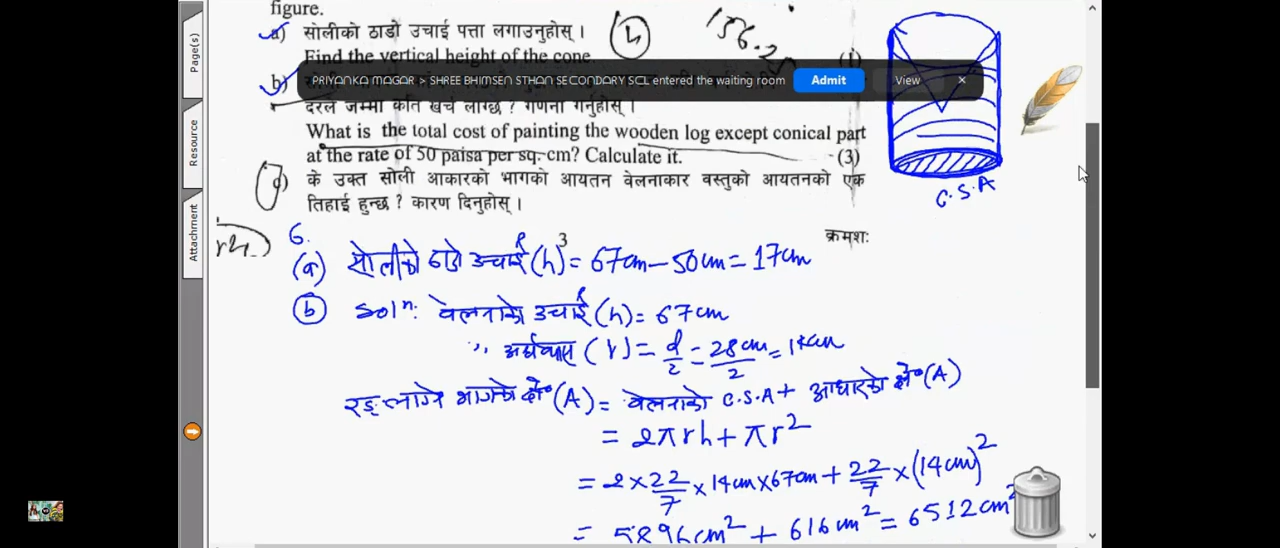 figure.
a) सोलीको ठाडो उचाई पत्ता लगाउनुहोस् ।
Find the vertical height of the cone. (1)
b)
PRIYANKA MAGAR > SHREE BHIMSEN STHAN SECONDARY SCL entered the waiting room Admit View ×
दरले जम्मा कति खर्च लाग्छ ? गणना गर्नुहोस् ।
What is the total cost of painting the wooden log except conical part
at the rate of 50 paisa per sq. cm? Calculate it. (3)
के उक्त सोली आकारको भागको आयतन वेलनाकार वस्तुको आयतनको एक
तिहाई हुन्छ ? कारण दिनुहोस् ।
क्रमशः
C.S.A
6.
(a) सोलीको ठाडो उचाई (h) = 67cm - 50cm = 17cm
(b) Solⁿ: वेलनाको उचाई (h) = 67cm
,, अर्धव्यास (r) = d/2 = 28cm/2 = 14cm
रङ्ग लाग्ने भागको क्षे० (A) = वेलनाको C.S.A + आधारको क्षे० (A)
= 2πrh + πr²
= 2 × 22/7 × 14cm × 67cm + 22/7 × (14cm)²
= 5896cm² + 616cm² = 6512cm²
Page(s)
Resource
Attachment